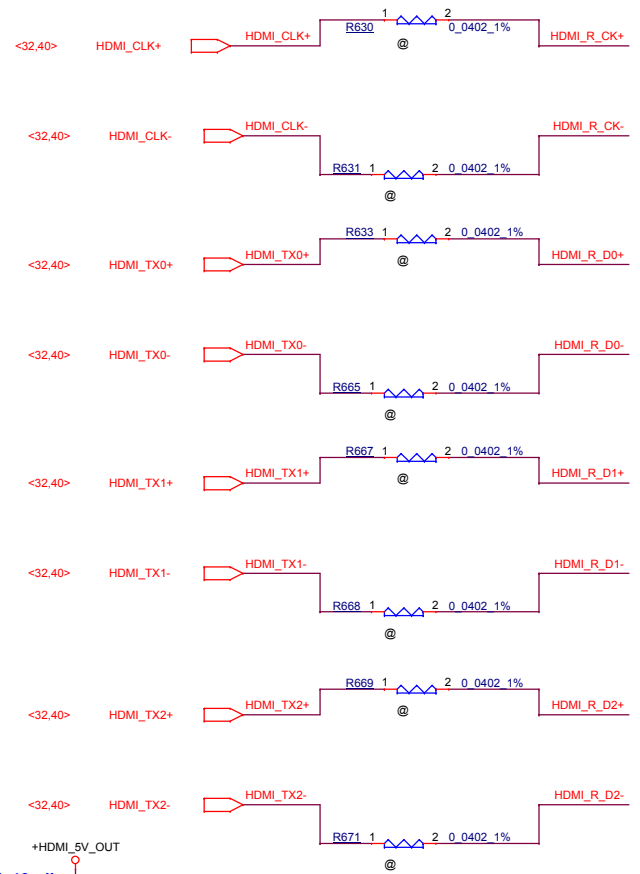 1 2
R630 0_0402_1%
<32,40> HDMI_CLK+ HDMI_CLK+ HDMI_R_CK+
@
<32,40> HDMI_CLK- HDMI_CLK- HDMI_R_CK-
R631 1 2 0_0402_1%
@
R633 1 2 0_0402_1%
<32,40> HDMI_TX0+ HDMI_TX0+ HDMI_R_D0+
@
<32,40> HDMI_TX0- HDMI_TX0- HDMI_R_D0-
R665 1 2 0_0402_1%
@
R667 1 2 0_0402_1%
<32,40> HDMI_TX1+ HDMI_TX1+ HDMI_R_D1+
@
<32,40> HDMI_TX1- HDMI_TX1- HDMI_R_D1-
R668 1 2 0_0402_1%
@
R669 1 2 0_0402_1%
<32,40> HDMI_TX2+ HDMI_TX2+ HDMI_R_D2+
@
<32,40> HDMI_TX2- HDMI_TX2- HDMI_R_D2-
R671 1 2 0_0402_1%
+HDMI_5V_OUT
@